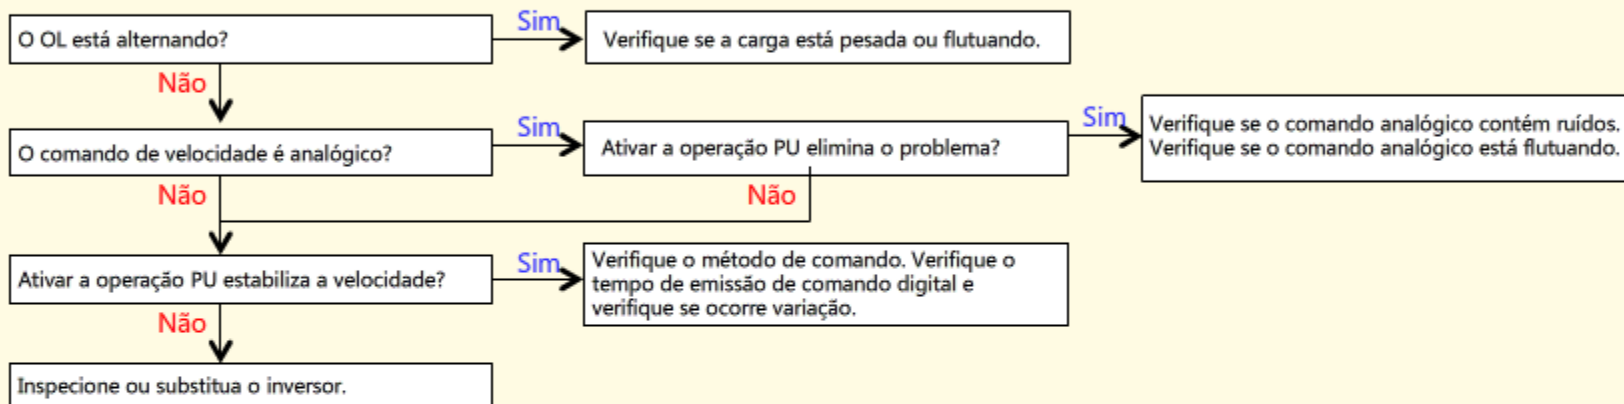 O OL está alternando?
Sim
Verifique se a carga está pesada ou flutuando.
Não
O comando de velocidade é analógico?
Sim
Ativar a operação PU elimina o problema?
Sim
Verifique se o comando analógico contém ruídos.
Verifique se o comando analógico está flutuando.
Não
Não
Ativar a operação PU estabiliza a velocidade?
Sim
Verifique o método de comando. Verifique o
tempo de emissão de comando digital e
verifique se ocorre variação.
Não
Inspecione ou substitua o inversor.